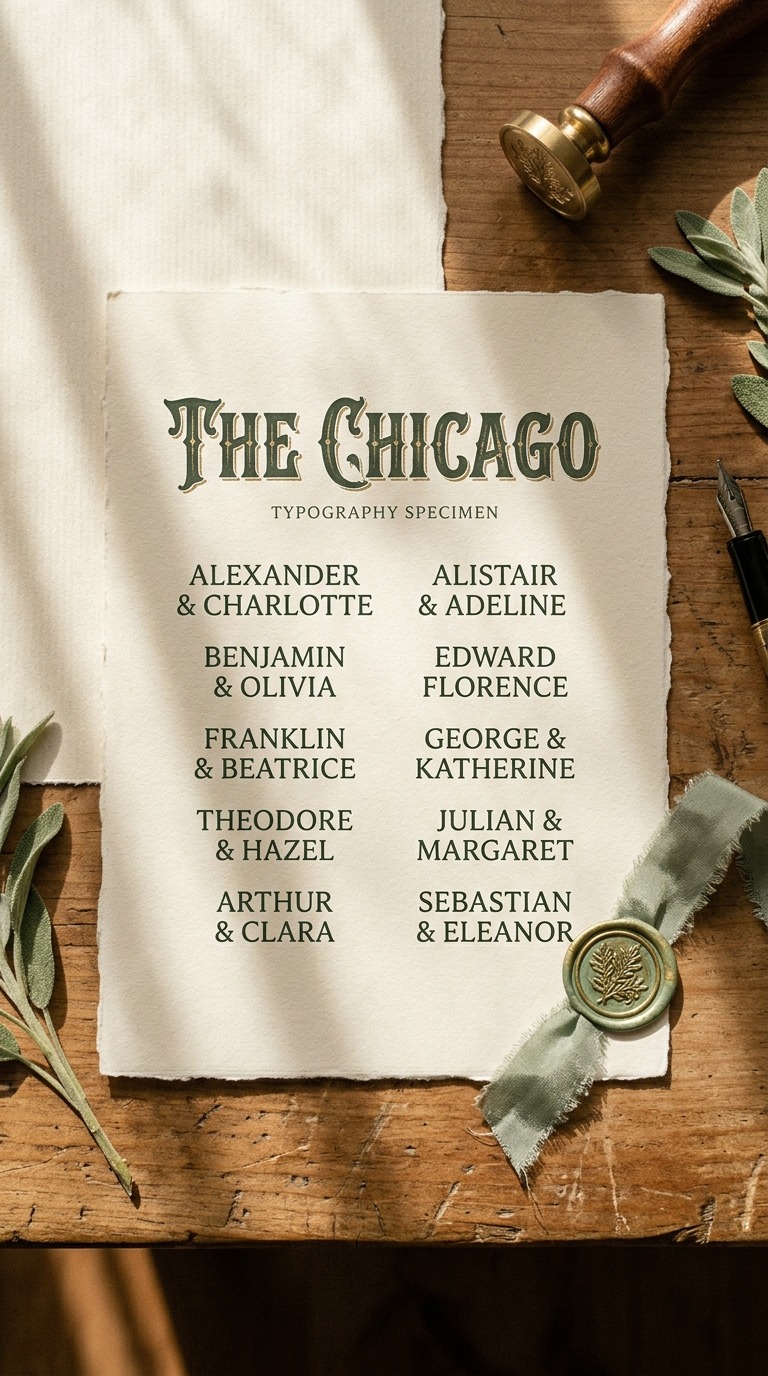 THE CHICAGO
TYPOGRAPHY SPECIMEN
ALEXANDER
& CHARLOTTE
BENJAMIN
& OLIVIA
FRANKLIN
& BEATRICE
THEODORE
& HAZEL
ARTHUR
& CLARA
ALISTAIR
& ADELINE
EDWARD
FLORENCE
GEORGE &
KATHERINE
JULIAN &
MARGARET
SEBASTIAN
& ELEANOR